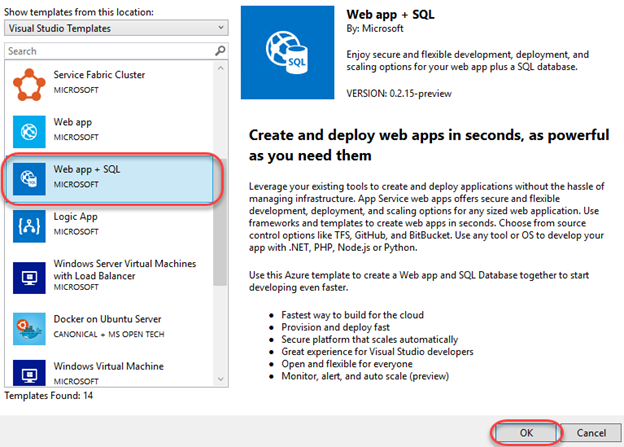 Show templates from this location:
Visual Studio Templates
Search
Service Fabric Cluster
MICROSOFT
Web app
MICROSOFT
Web app + SQL
MICROSOFT
Logic App
MICROSOFT
Windows Server Virtual Machines
with Load Balancer
MICROSOFT
Docker on Ubuntu Server
CANONICAL + MS OPEN TECH
Windows Virtual Machine
MICROSOFT
Templates Found: 14
SQL
Web app + SQL
By: Microsoft
Enjoy secure and flexible development, deployment, and
scaling options for your web app plus a SQL database.
VERSION: 0.2.15-preview
Create and deploy web apps in seconds, as powerful
as you need them
Leverage your existing tools to create and deploy applications without the hassle of
managing infrastructure. App Service web apps offers secure and flexible
development, deployment, and scaling options for any sized web application. Use
frameworks and templates to create web apps in seconds. Choose from source
control options like TFS, GitHub, and BitBucket. Use any tool or OS to develop your
app with .NET, PHP, Node.js or Python.
Use this Azure template to create a Web app and SQL Database together to start
developing even faster.
• Fastest way to build for the cloud
• Provision and deploy fast
• Secure platform that scales automatically
• Great experience for Visual Studio developers
• Open and flexible for everyone
• Monitor, alert, and auto scale (preview)
OK
Cancel